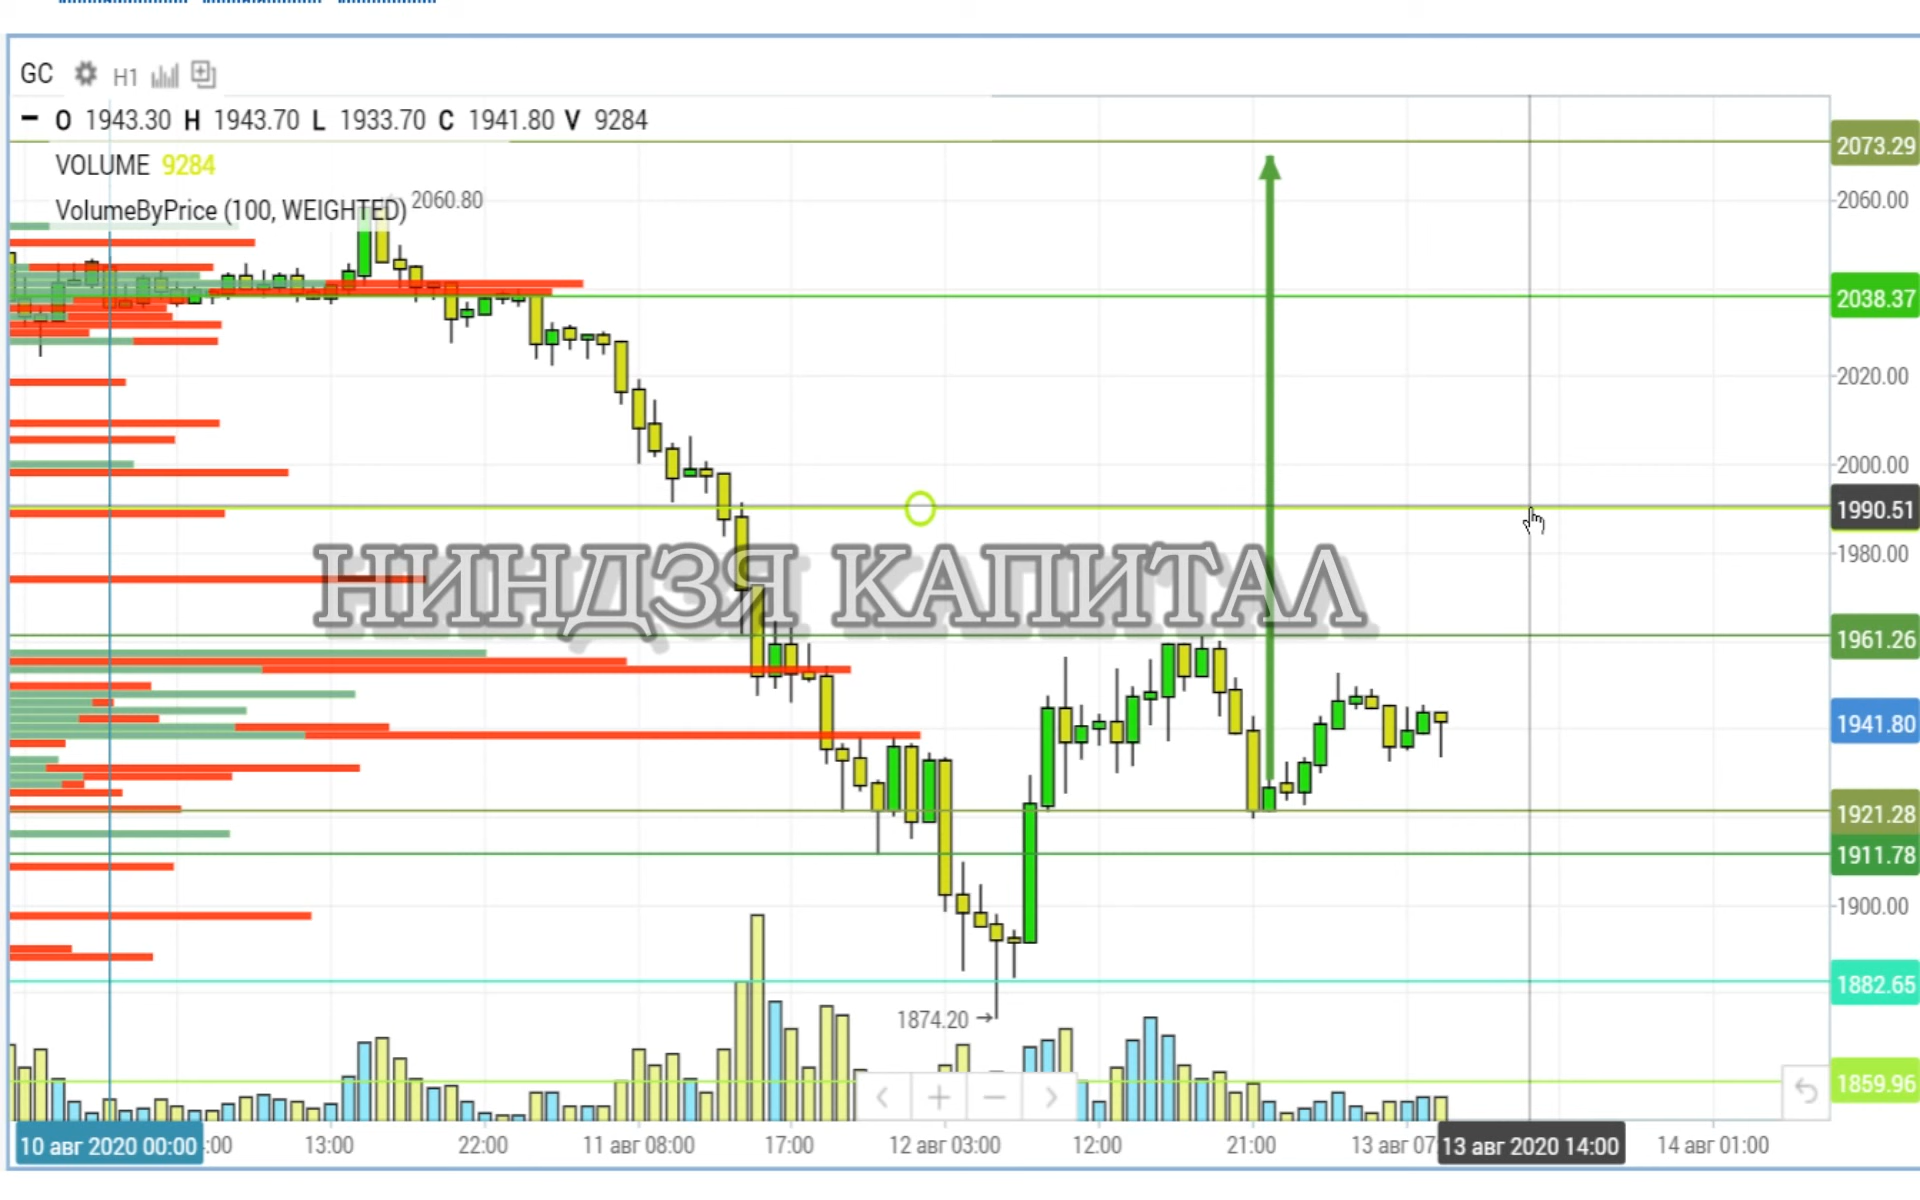 GC H1
O 1943.30 H 1943.70 L 1933.70 C 1941.80 V 9284
2073.29
VOLUME 9284
VolumeByPrice (100, WEIGHTED) 2060.80
2060.00
2038.37
2020.00
2000.00
1990.51
1980.00
НИНДЗЯ КАПИТАЛ
1961.26
1941.80
1921.28
1911.78
1900.00
1882.65
1874.20
1859.96
10 авг 2020 00:00 :00 13:00 22:00 11 авг 08:00 17:00 12 авг 03:00 12:00 21:00 13 авг 07: 13 авг 2020 14:00 14 авг 01:00